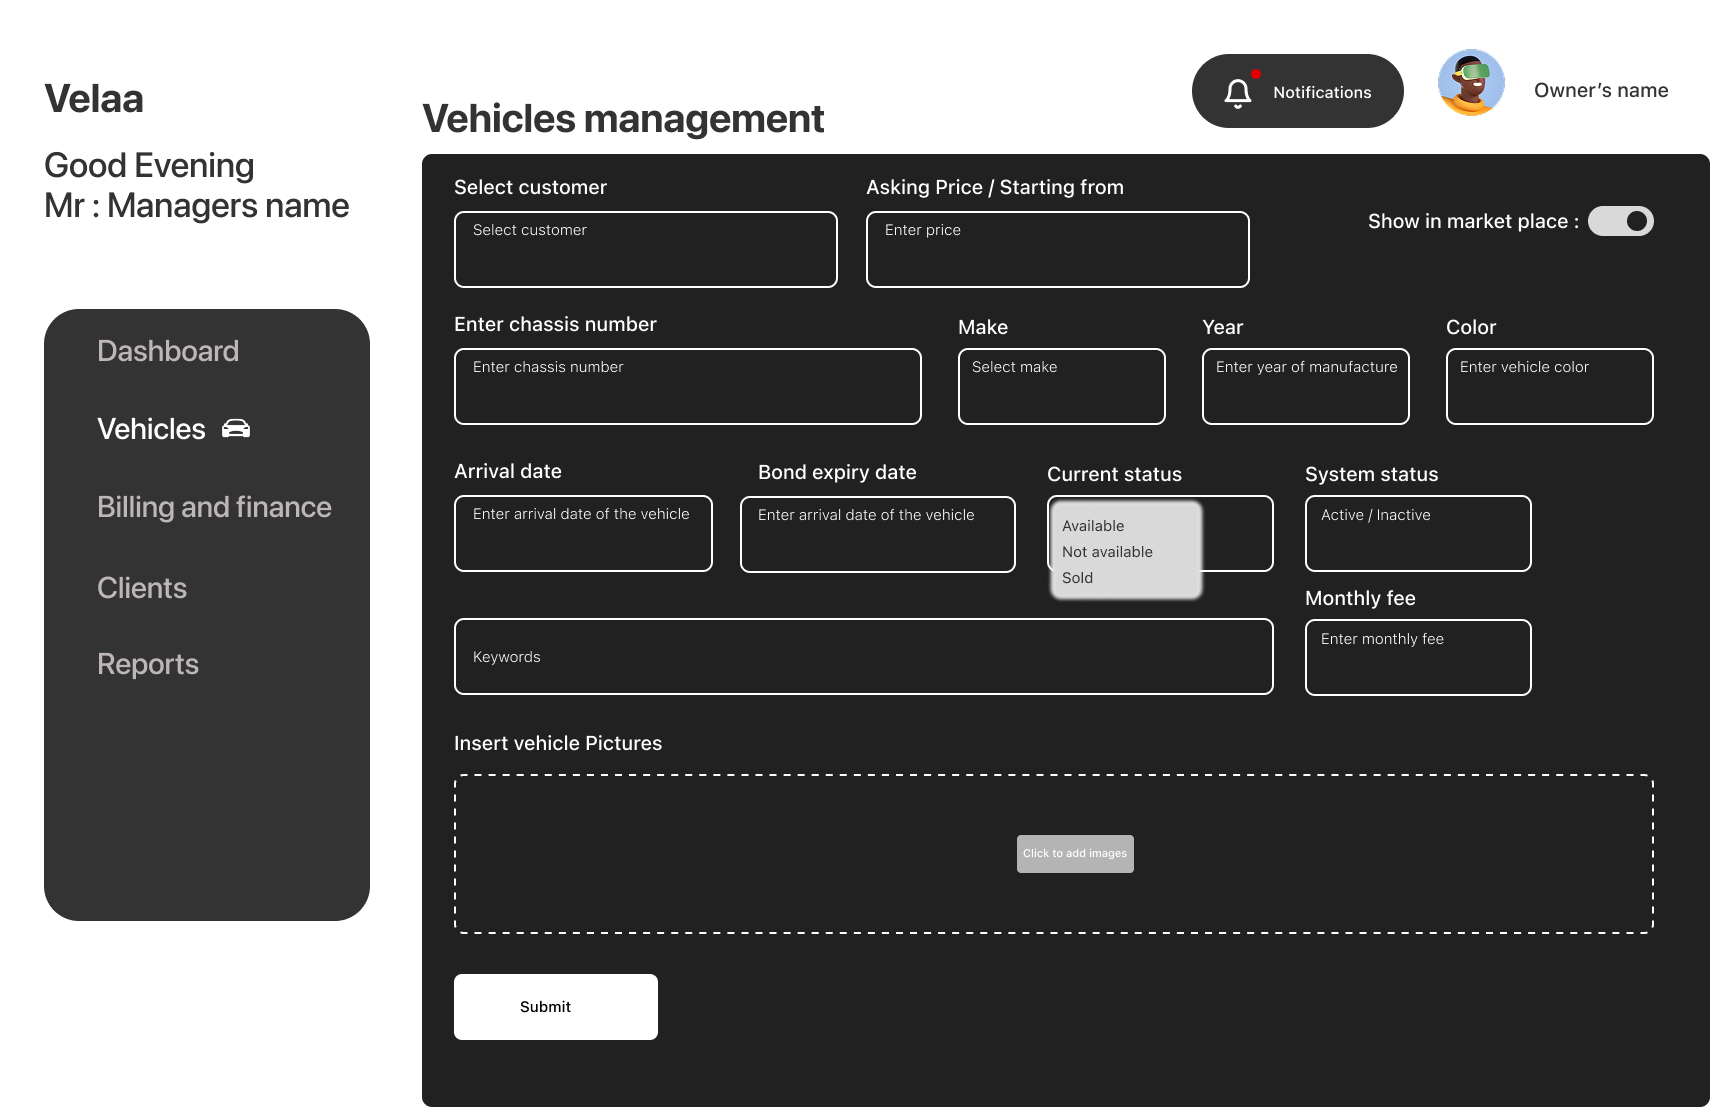 Velaa
Good Evening
Mr : Managers name
Dashboard
Vehicles
Billing and finance
Clients
Reports
Notifications
Owner’s name
Vehicles management
Select customer
Select customer
Asking Price / Starting from
Enter price
Show in market place :
Enter chassis number
Enter chassis number
Make
Select make
Year
Enter year of manufacture
Color
Enter vehicle color
Arrival date
Enter arrival date of the vehicle
Bond expiry date
Enter arrival date of the vehicle
Current status
Available
Not available
Sold
System status
Active / Inactive
Keywords
Monthly fee
Enter monthly fee
Insert vehicle Pictures
Click to add images
Submit